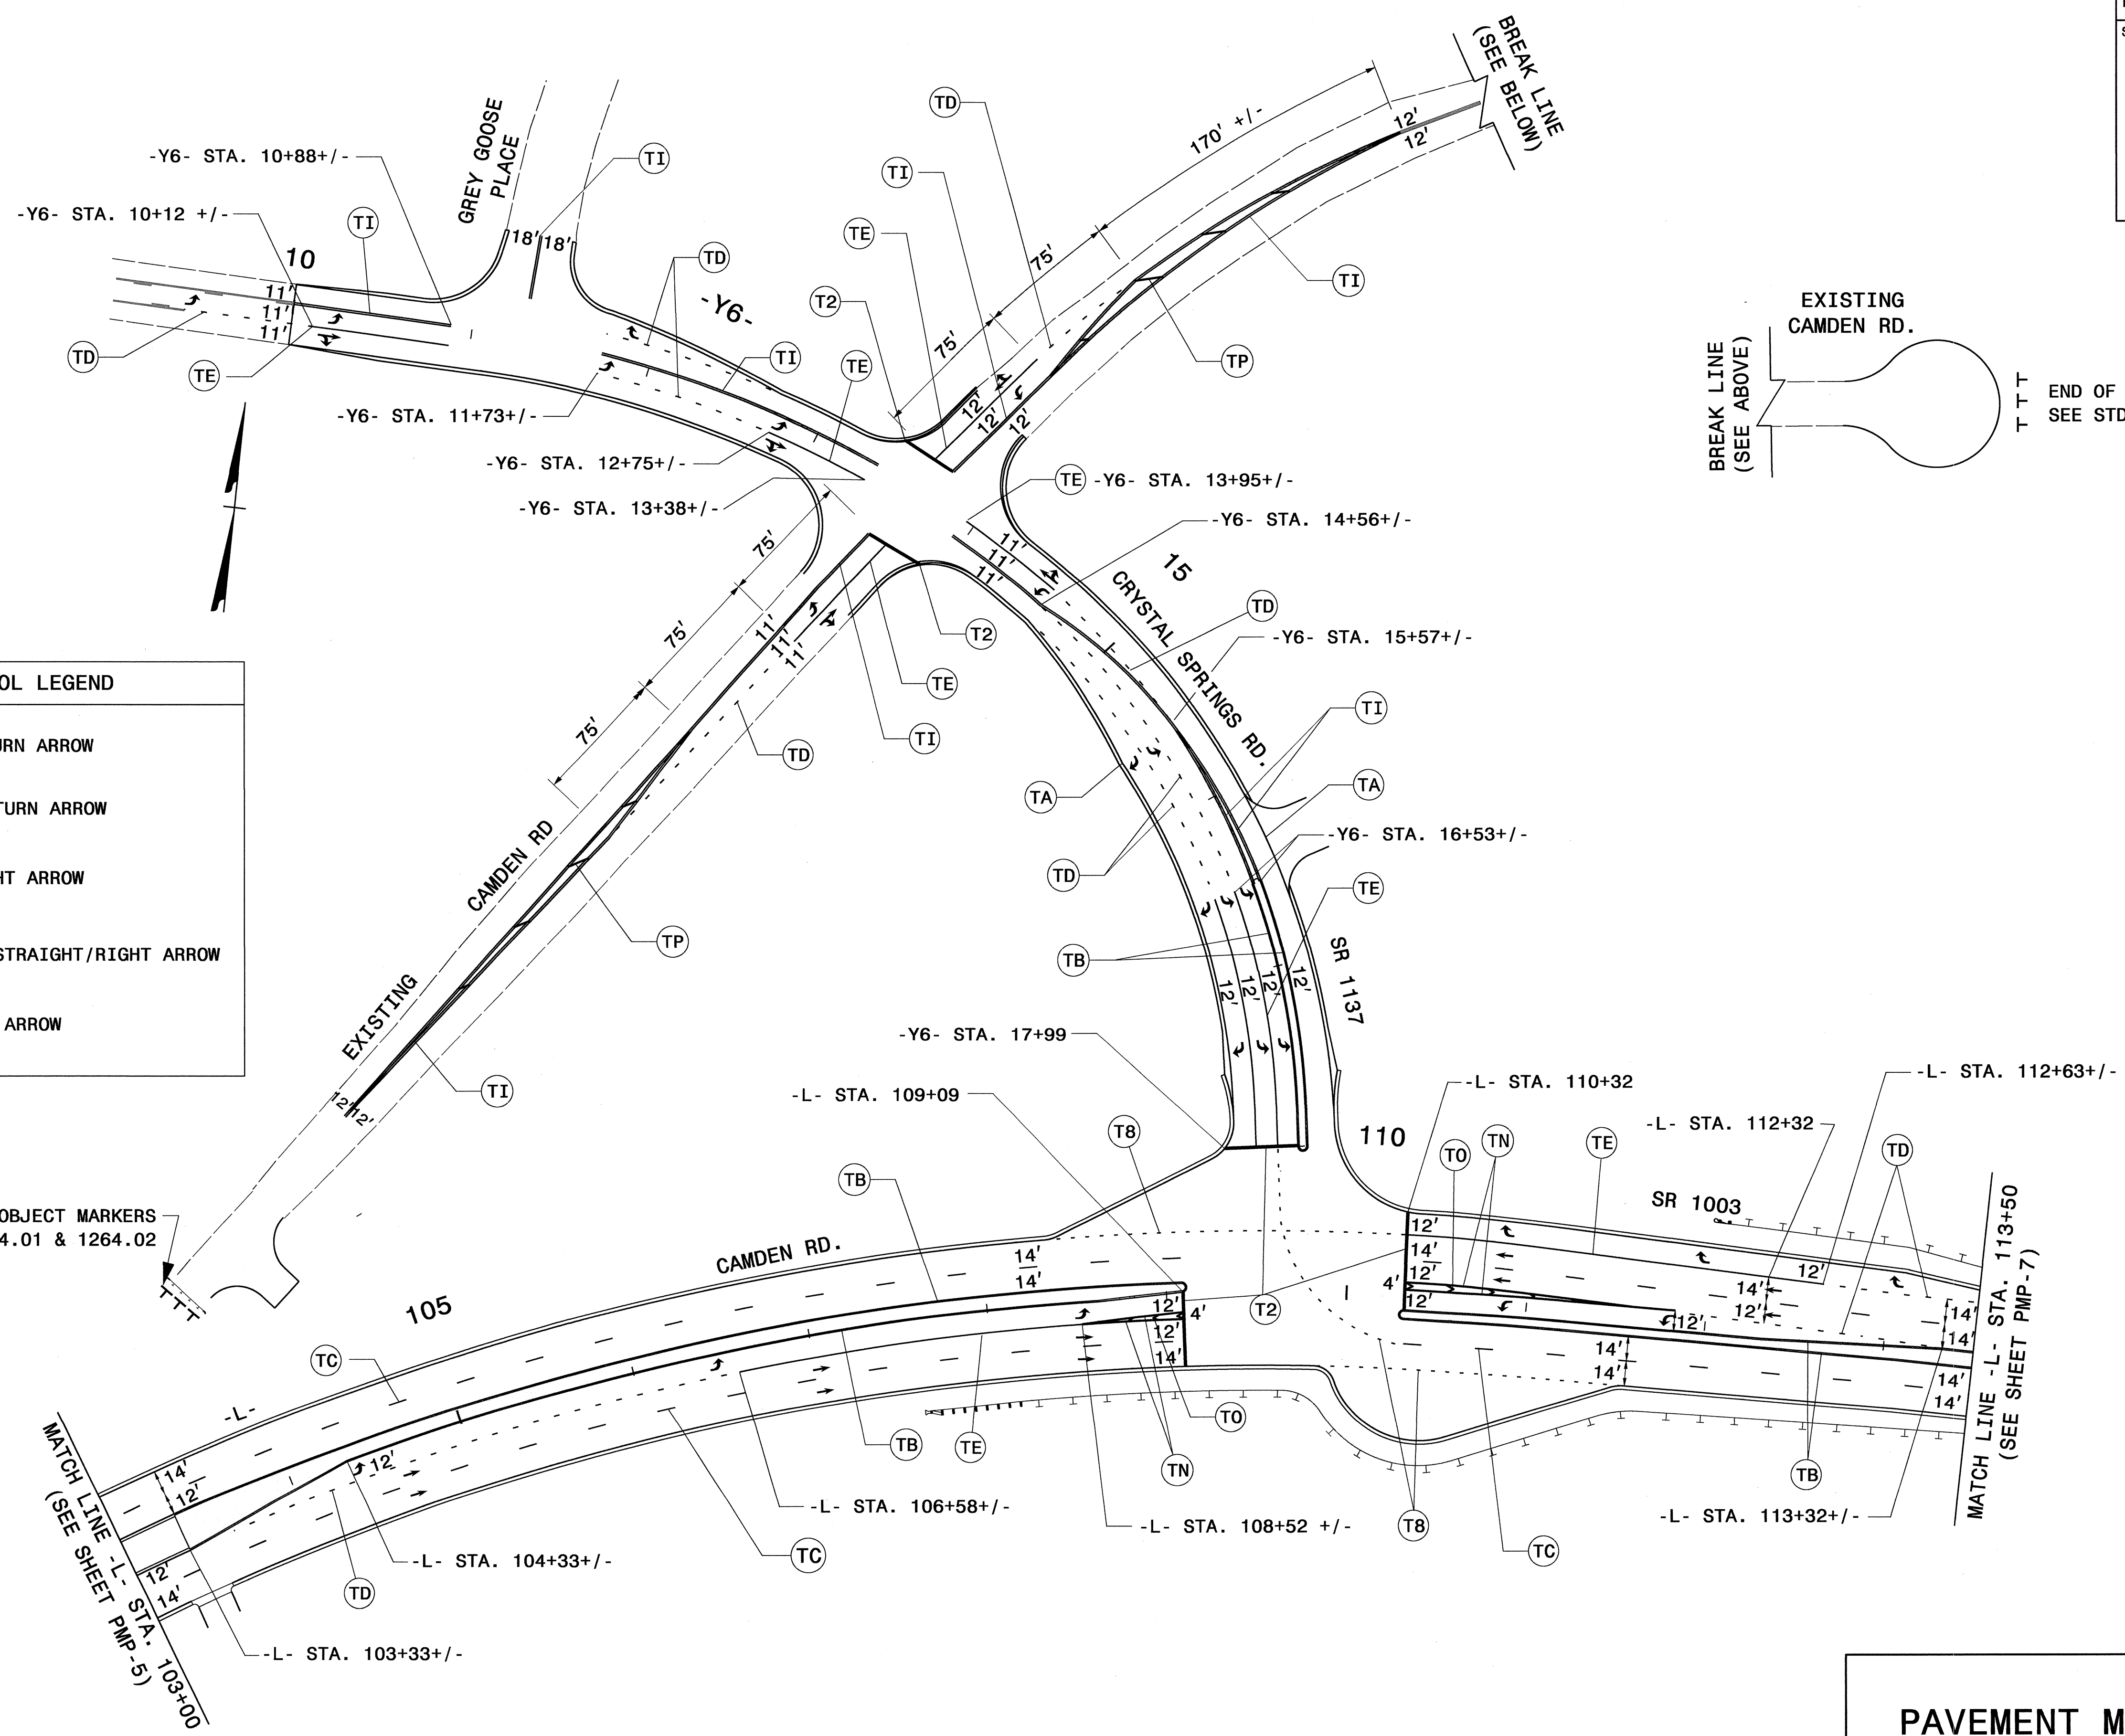 BREAK LINE
(SEE BELOW)
S
TD
170' +/-
12'
12'
-Y6- STA. 10+88+/-
GREY GOOSE
PLACE
TI
TI
-Y6- STA. 10+12 +/-
TI
TE
75'
10
18' 18'
TD
-Y6-
TI
11'
11'
11'
T2
EXISTING
CAMDEN RD.
BREAK LINE
(SEE ABOVE)
END OF
SEE STD
TD
TE
TI
TE
75'
TP
12'
12'
12'
-Y6- STA. 11+73+/-
-Y6- STA. 12+75+/-
TE -Y6- STA. 13+95+/-
-Y6- STA. 13+38+/-
-Y6- STA. 14+56+/-
75'
11'
11'
11'
15
CRYSTAL SPRINGS RD.
TD
75'
11'
11'
11'
T2
-Y6- STA. 15+57+/-
OL LEGEND
TE
TI
URN ARROW
75'
TI
TD
TA
TA
TURN ARROW
-Y6- STA. 16+53+/-
HT ARROW
TD
TE
CAMDEN RD
TP
STRAIGHT/RIGHT ARROW
TB
SR 1137
12'
12'
12'
12'
ARROW
EXISTING
-Y6- STA. 17+99
TI
12' 12'
-L- STA. 109+09
-L- STA. 110+32
-L- STA. 112+63+/-
T8
110
TO
TN
TE
-L- STA. 112+32
TD
TB
SR 1003
OBJECT MARKERS
4.01 & 1264.02
CAMDEN RD.
14'
14'
12'
14'
12'
4'
12'
12'
14'
12'
12'
14'
14'
105
12'
4'
12'
14'
T2
14'
14'
14'
14'
MATCH LINE -L- STA. 113+50
(SEE SHEET PMP-7)
TC
-L-
TO
TB
TE
TN
TB
14'
12'
12'
-L- STA. 106+58+/-
-L- STA. 108+52 +/-
T8
-L- STA. 113+32+/-
TC
TC
-L- STA. 104+33+/-
TD
12'
14'
MATCH LINE -L- STA. 103+00
(SEE SHEET PMP-5)
-L- STA. 103+33+/-
PAVEMENT M